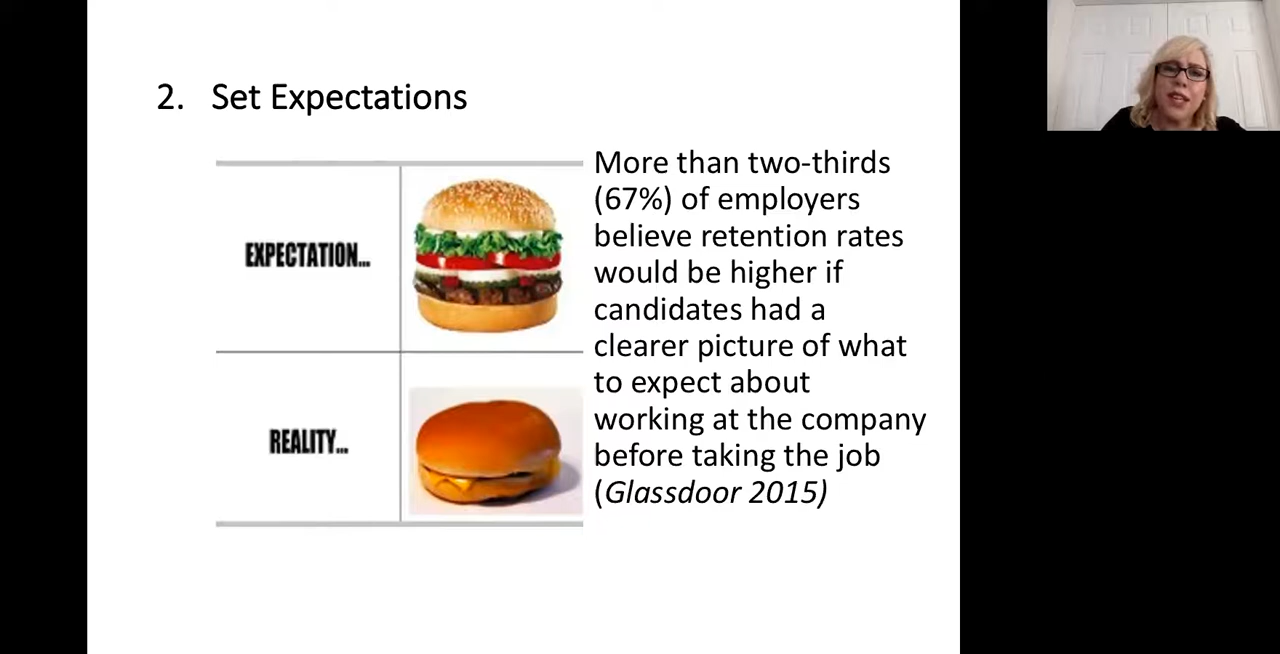 2. Set Expectations
EXPECTATION...
REALITY...
More than two-thirds
(67%) of employers
believe retention rates
would be higher if
candidates had a
clearer picture of what
to expect about
working at the company
before taking the job
(Glassdoor 2015)